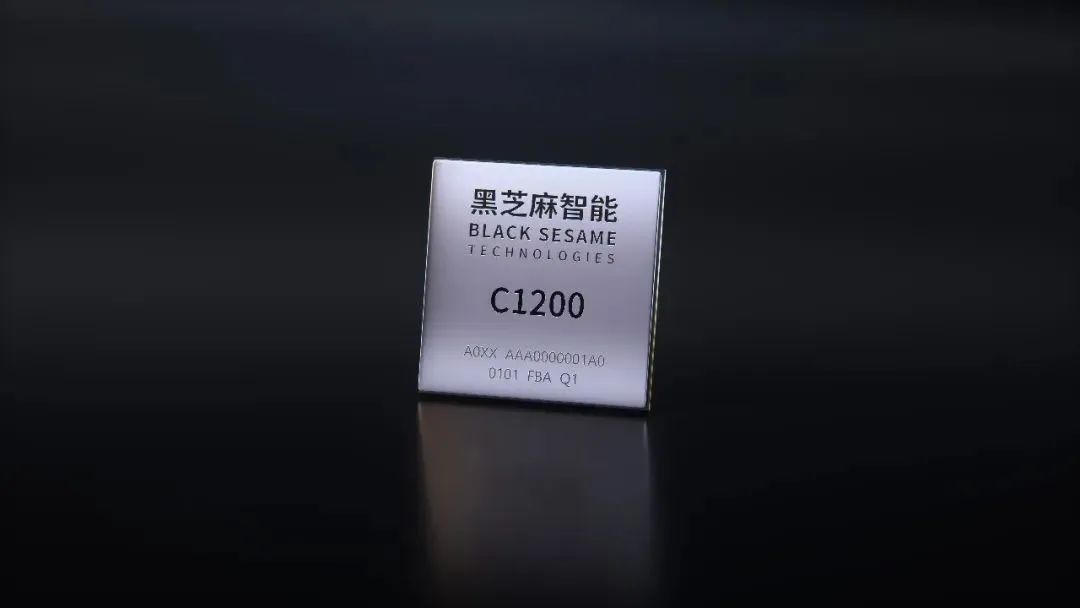 黑芝麻智能
BLACK SESAME
TECHNOLOGIES
C1200
A0XX AAA0000001A0
0101 FBA Q1